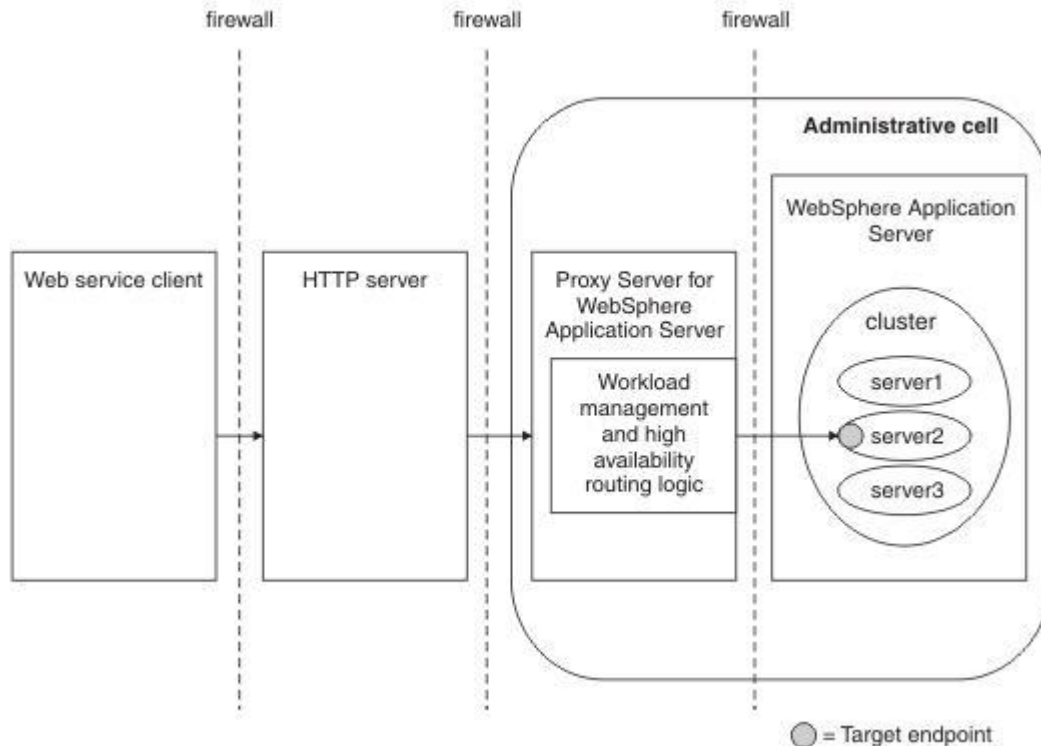 firewall
firewall
firewall
Administrative cell
Web service client
HTTP server
Proxy Server for
WebSphere
Application Server
Workload
management
and high
availability
routing logic
WebSphere Application
Server
cluster
server1
server2
server3
= Target endpoint